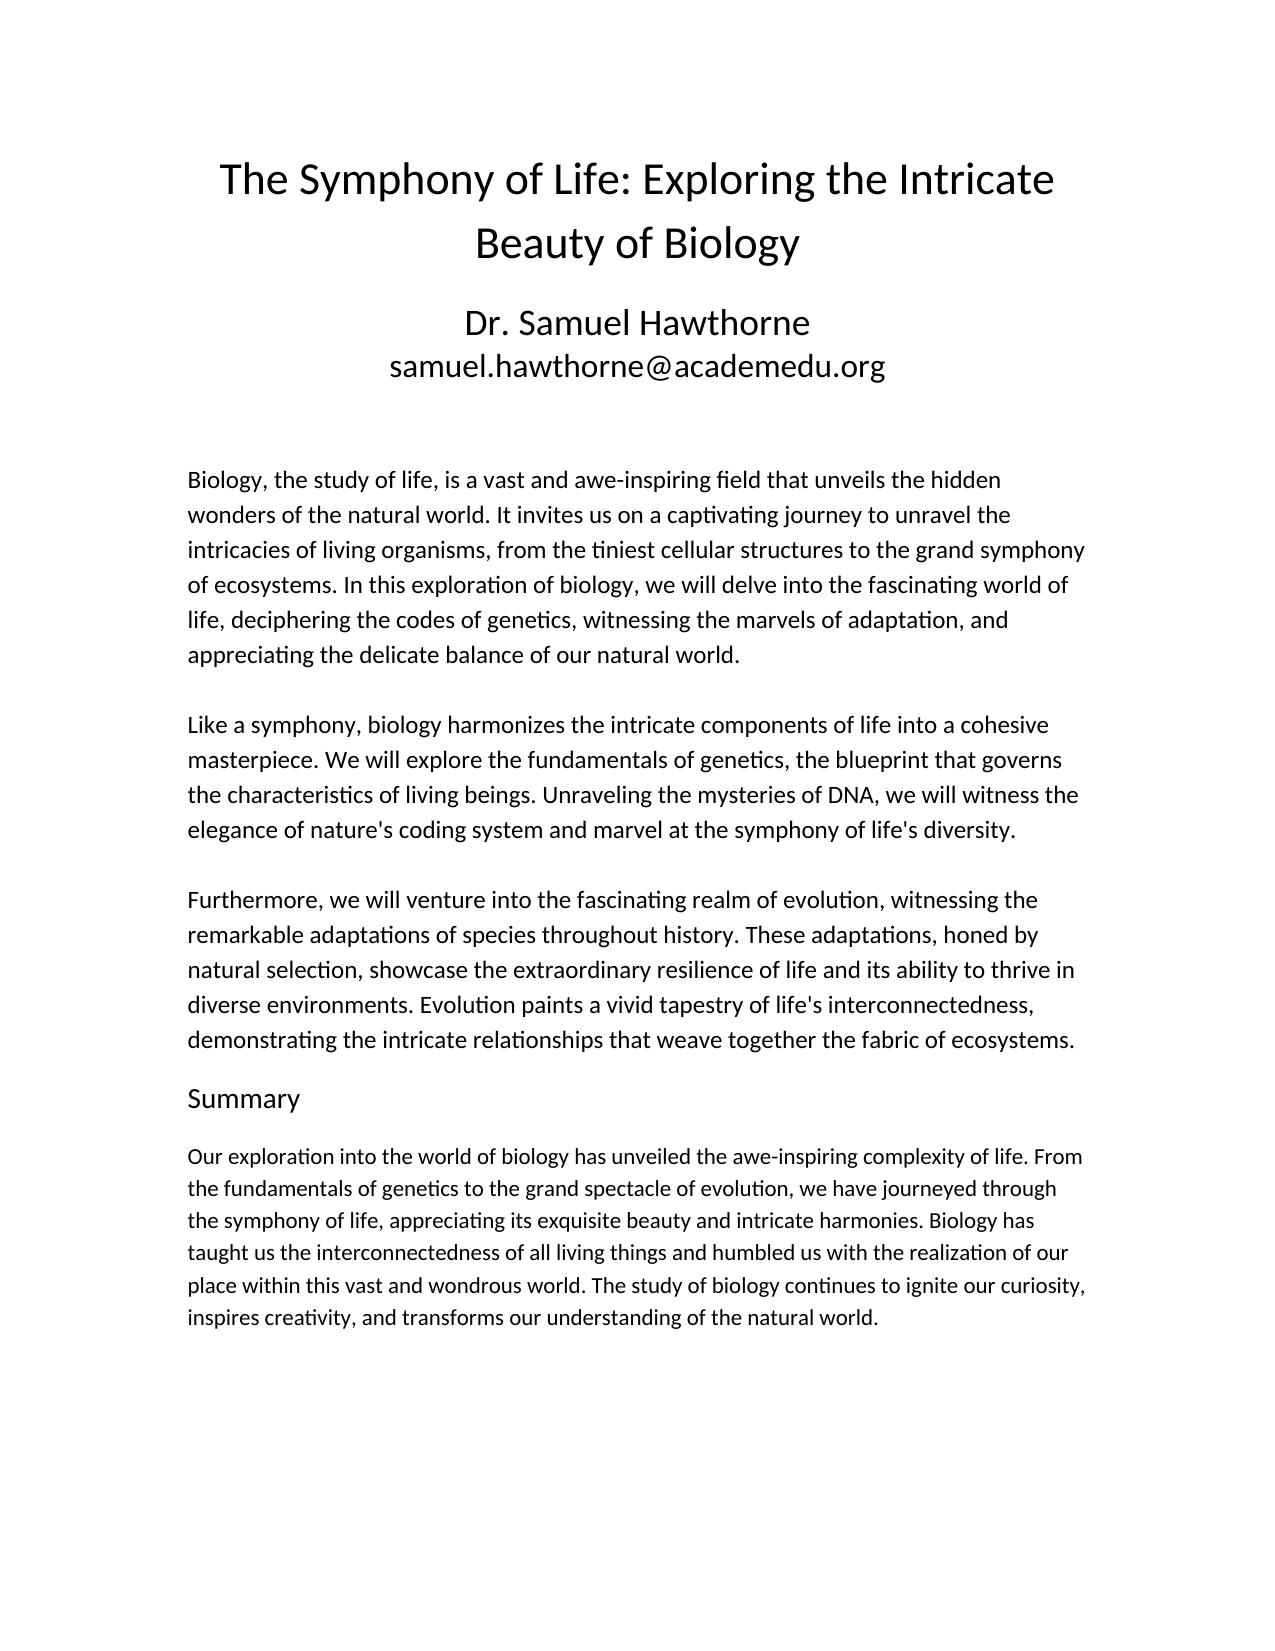 The Symphony of Life: Exploring the Intricate
Beauty of Biology
Dr. Samuel Hawthorne
samuel.hawthorne@academedu.org
Biology, the study of life, is a vast and awe-inspiring field that unveils the hidden
wonders of the natural world. It invites us on a captivating journey to unravel the
intricacies of living organisms, from the tiniest cellular structures to the grand symphony
of ecosystems. In this exploration of biology, we will delve into the fascinating world of
life, deciphering the codes of genetics, witnessing the marvels of adaptation, and
appreciating the delicate balance of our natural world.
Like a symphony, biology harmonizes the intricate components of life into a cohesive
masterpiece. We will explore the fundamentals of genetics, the blueprint that governs
the characteristics of living beings. Unraveling the mysteries of DNA, we will witness the
elegance of nature's coding system and marvel at the symphony of life's diversity.
Furthermore, we will venture into the fascinating realm of evolution, witnessing the
remarkable adaptations of species throughout history. These adaptations, honed by
natural selection, showcase the extraordinary resilience of life and its ability to thrive in
diverse environments. Evolution paints a vivid tapestry of life's interconnectedness,
demonstrating the intricate relationships that weave together the fabric of ecosystems.
Summary
Our exploration into the world of biology has unveiled the awe-inspiring complexity of life. From
the fundamentals of genetics to the grand spectacle of evolution, we have journeyed through
the symphony of life, appreciating its exquisite beauty and intricate harmonies. Biology has
taught us the interconnectedness of all living things and humbled us with the realization of our
place within this vast and wondrous world. The study of biology continues to ignite our curiosity,
inspires creativity, and transforms our understanding of the natural world.